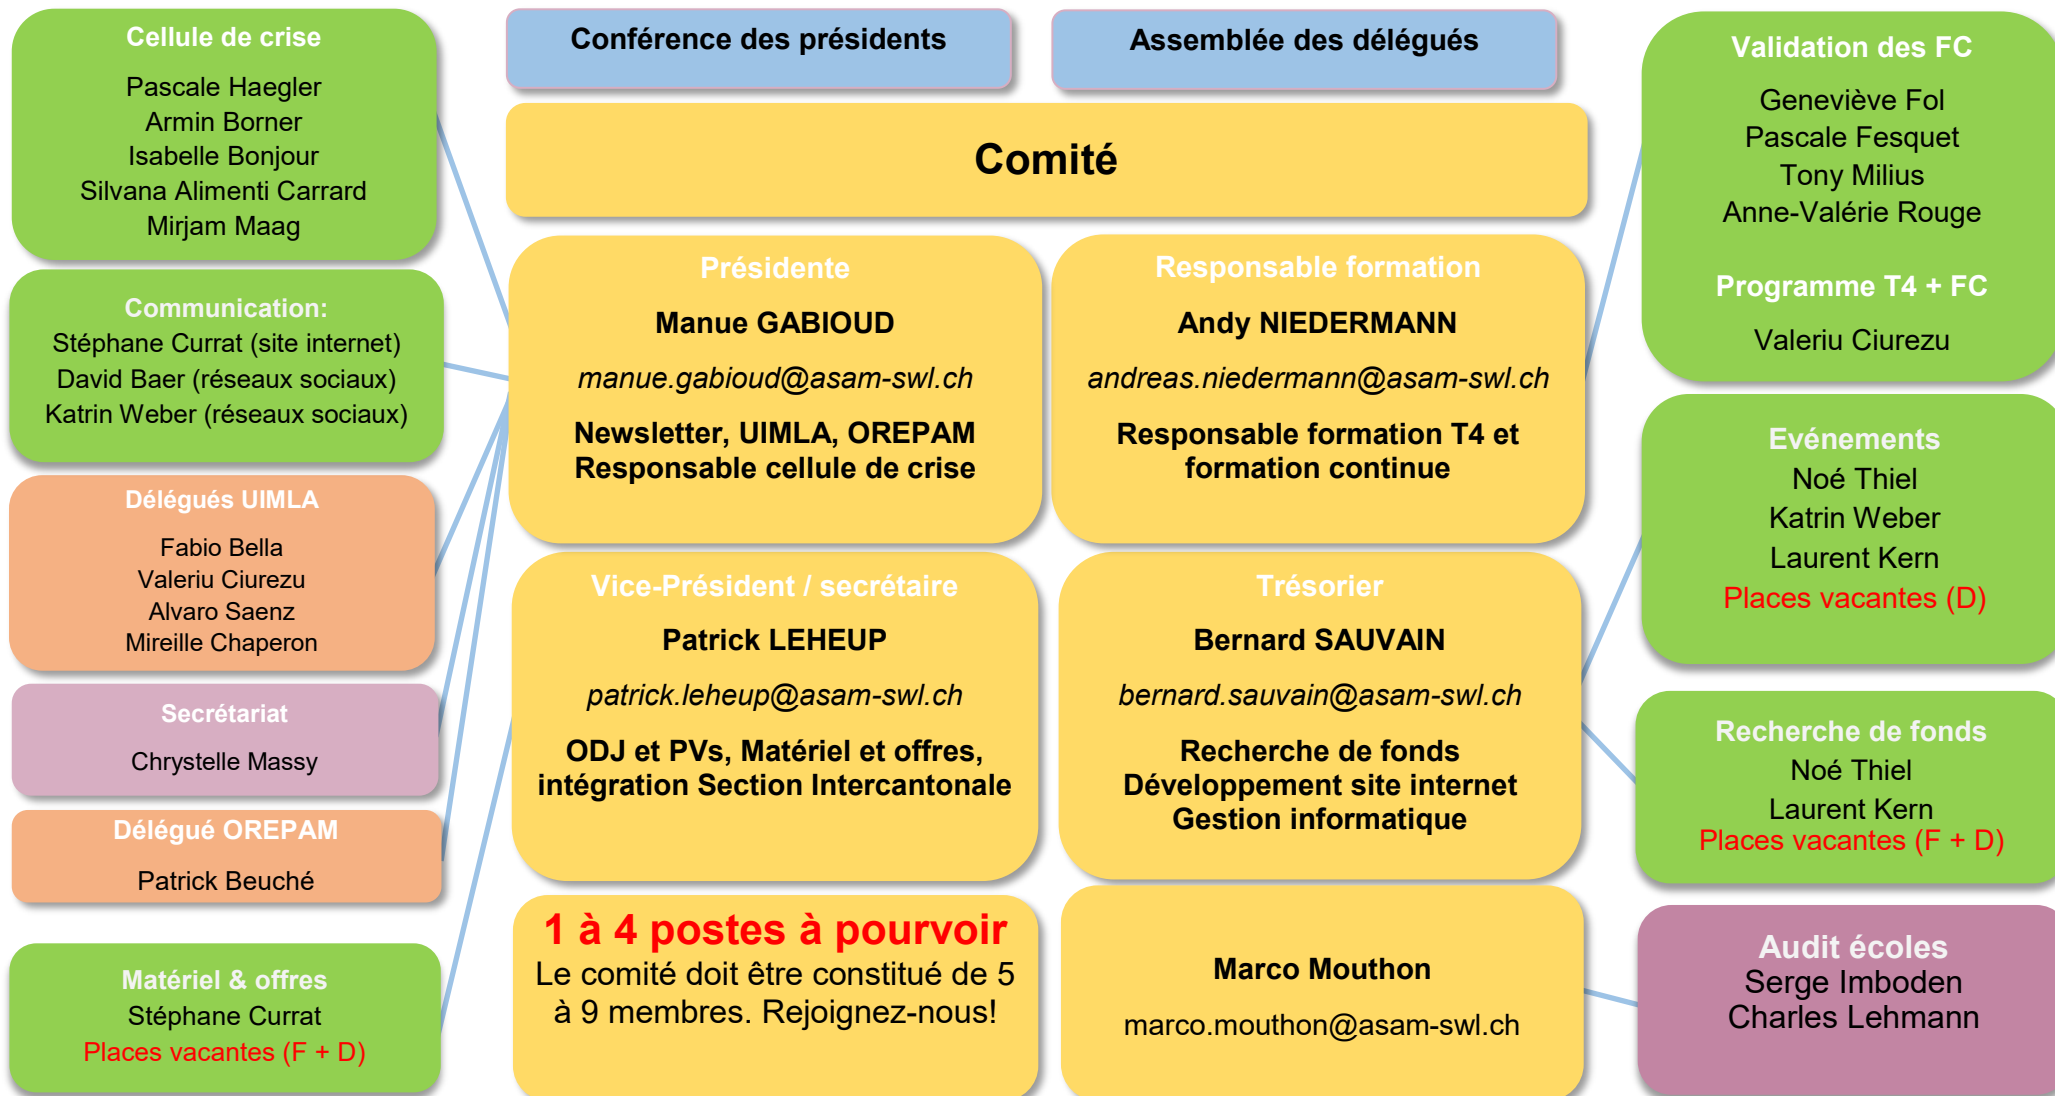 Cellule de crise
Pascale Haegler
Armin Borner
Isabelle Bonjour
Silvana Alimenti Carrard
Mirjam Maag
Communication:
Stéphane Currat (site internet)
David Baer (réseaux sociaux)
Katrin Weber (réseaux sociaux)
Délégués UIMLA
Fabio Bella
Valeriu Ciurezu
Alvaro Saenz
Mireille Chaperon
Secrétariat
Chrystelle Massy
Délégué OREPAM
Patrick Beuché
Matériel & offres
Stéphane Currat
Places vacantes (F + D)
Conférence des présidents
Assemblée des délégués
Comité
Présidente
Manue GABIOUD
manue.gabioud@asam-swl.ch
Newsletter, UIMLA, OREPAM
Responsable cellule de crise
Responsable formation
Andy NIEDERMANN
andreas.niedermann@asam-swl.ch
Responsable formation T4 et
formation continue
Vice-Président / secrétaire
Patrick LEHEUP
patrick.leheup@asam-swl.ch
ODJ et PVs, Matériel et offres,
intégration Section Intercantonale
Trésorier
Bernard SAUVAIN
bernard.sauvain@asam-swl.ch
Recherche de fonds
Développement site internet
Gestion informatique
1 à 4 postes à pourvoir
Le comité doit être constitué de 5
à 9 membres. Rejoignez-nous!
Marco Mouthon
marco.mouthon@asam-swl.ch
Validation des FC
Geneviève Fol
Pascale Fesquet
Tony Milius
Anne-Valérie Rouge
Programme T4 + FC
Valeriu Ciurezu
Evénements
Noé Thiel
Katrin Weber
Laurent Kern
Places vacantes (D)
Recherche de fonds
Noé Thiel
Laurent Kern
Places vacantes (F + D)
Audit écoles
Serge Imboden
Charles Lehmann